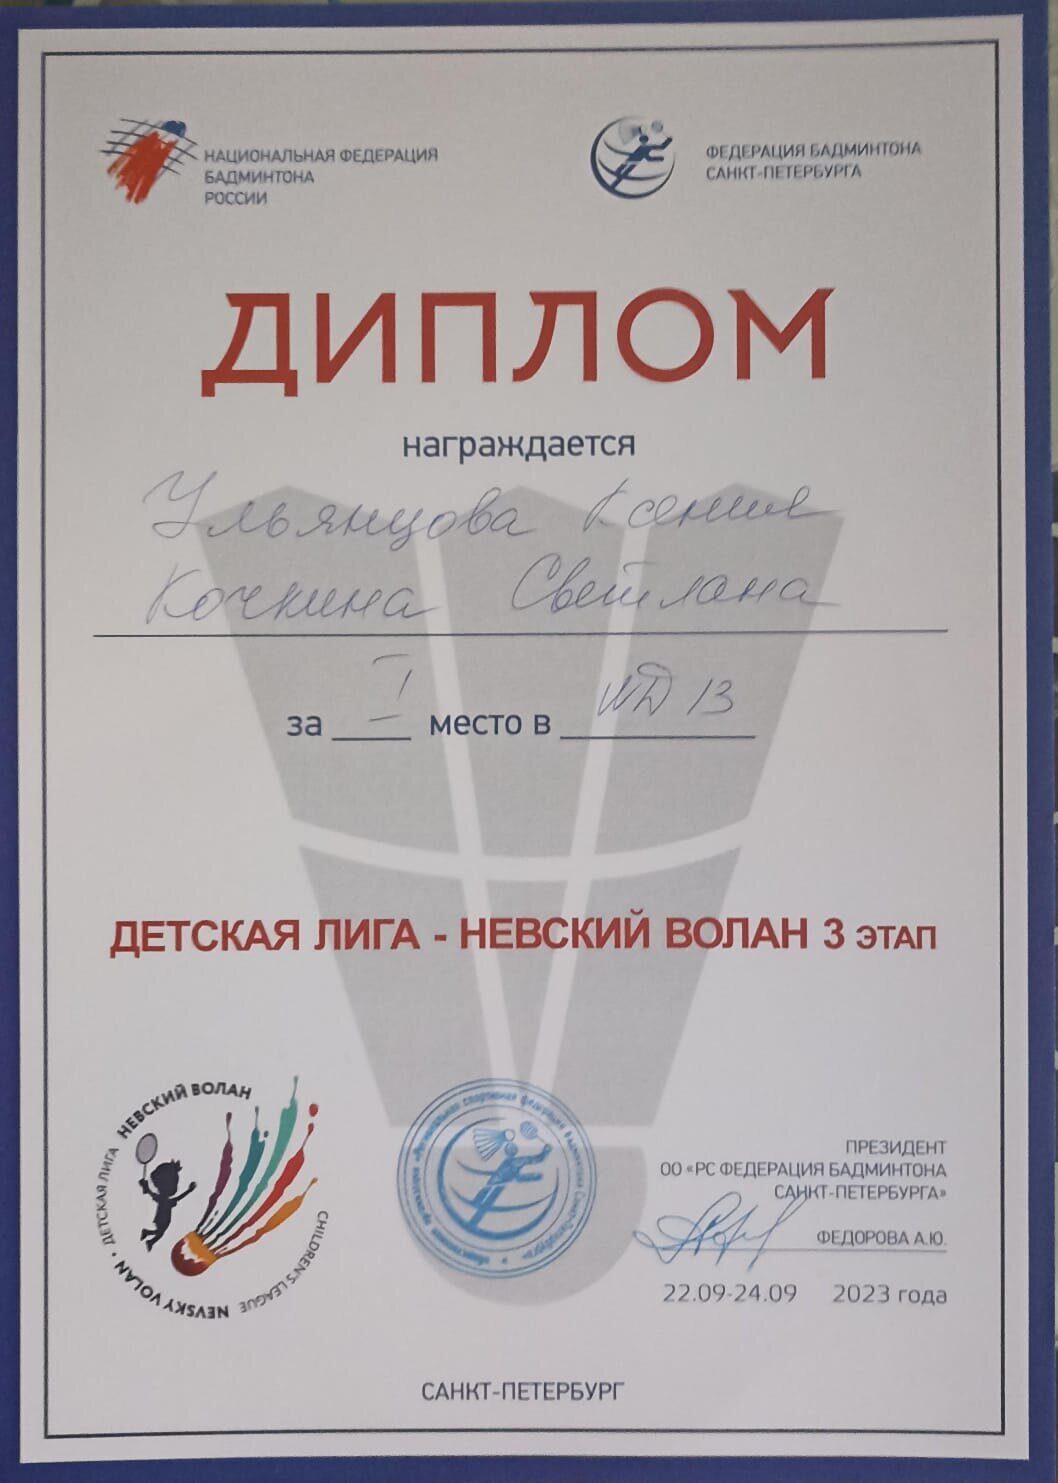 НАЦИОНАЛЬНАЯ ФЕДЕРАЦИЯ
БАДМИНТОНА
РОССИИ
ФЕДЕРАЦИЯ БАДМИНТОНА
САНКТ-ПЕТЕРБУРГА
ДИПЛОМ
награждается
Ульянцова Ксения
Кочкина Светлана
за I место в WD 13
ДЕТСКАЯ ЛИГА - НЕВСКИЙ ВОЛАН 3 ЭТАП
ДЕТСКАЯ ЛИГА • НЕВСКИЙ ВОЛАН
CHILDREN'S LEAGUE NEVSKY VOLAN •
ПРЕЗИДЕНТ
ОО «РС ФЕДЕРАЦИЯ БАДМИНТОНА
САНКТ-ПЕТЕРБУРГА»
ФЕДОРОВА А.Ю.
22.09-24.09 2023 года
САНКТ-ПЕТЕРБУРГ